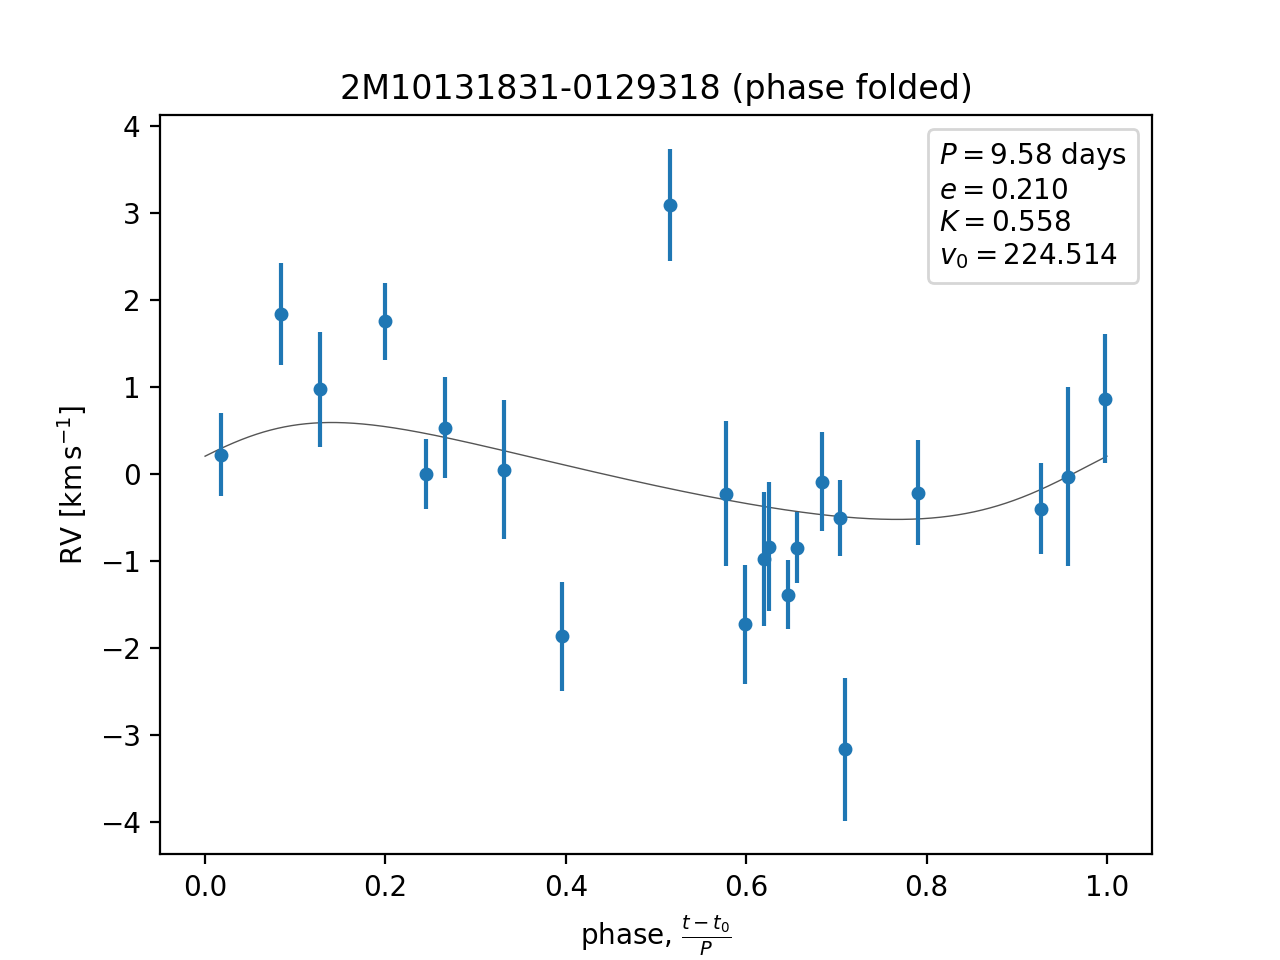 2M10131831-0129318 (phase folded)
P = 9.58 days
e = 0.210
K = 0.558
v₀ = 224.514
4
3
2
1
0
−1
−2
−3
−4
RV [km s⁻¹]
0.0 0.2 0.4 0.6 0.8 1.0
phase, (t − t₀)/P